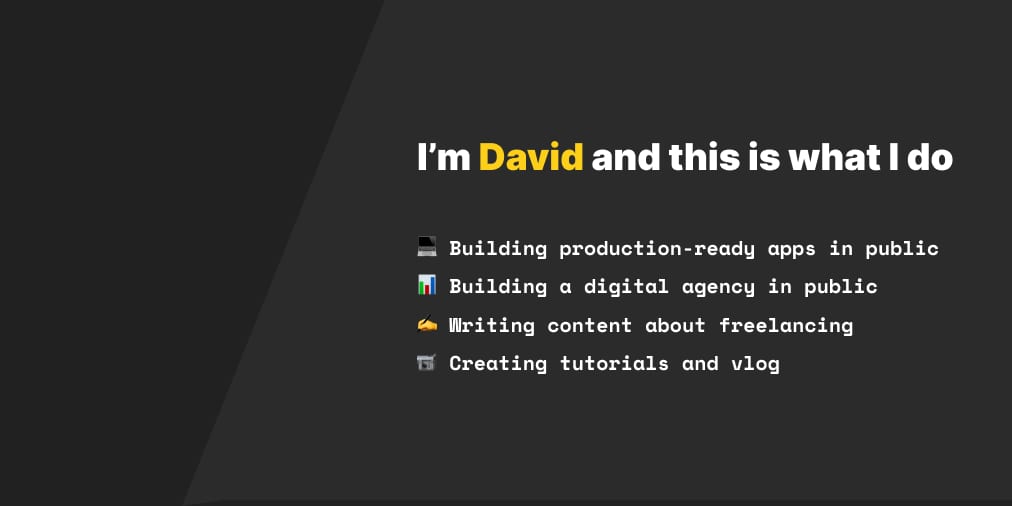 I’m David and this is what I do
💻 Building production-ready apps in public
📊 Building a digital agency in public
✍️ Writing content about freelancing
📹 Creating tutorials and vlog